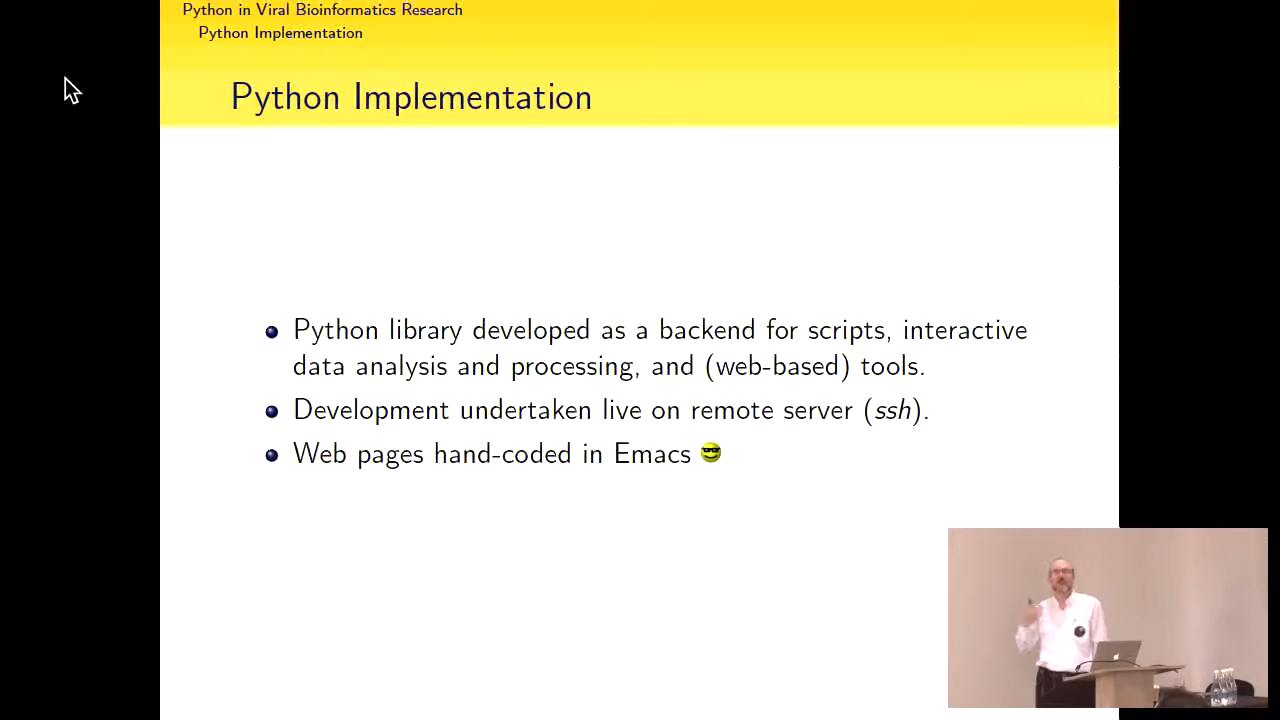 Python in Viral Bioinformatics Research
Python Implementation
Python Implementation
Python library developed as a backend for scripts, interactive
data analysis and processing, and (web-based) tools.
Development undertaken live on remote server (ssh).
Web pages hand-coded in Emacs